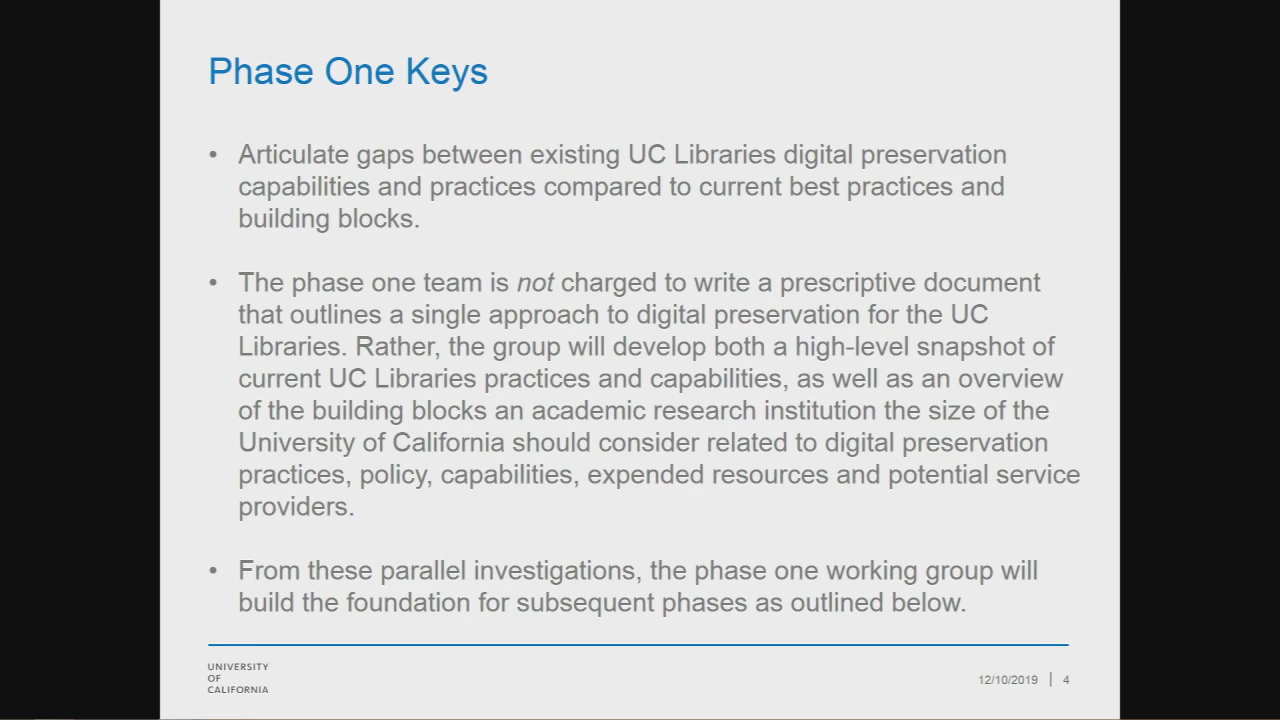 Phase One Keys
• Articulate gaps between existing UC Libraries digital preservation
capabilities and practices compared to current best practices and
building blocks.
• The phase one team is not charged to write a prescriptive document
that outlines a single approach to digital preservation for the UC
Libraries. Rather, the group will develop both a high-level snapshot of
current UC Libraries practices and capabilities, as well as an overview
of the building blocks an academic research institution the size of the
University of California should consider related to digital preservation
practices, policy, capabilities, expended resources and potential service
providers.
• From these parallel investigations, the phase one working group will
build the foundation for subsequent phases as outlined below.
UNIVERSITY
OF
CALIFORNIA
12/10/2019 | 4